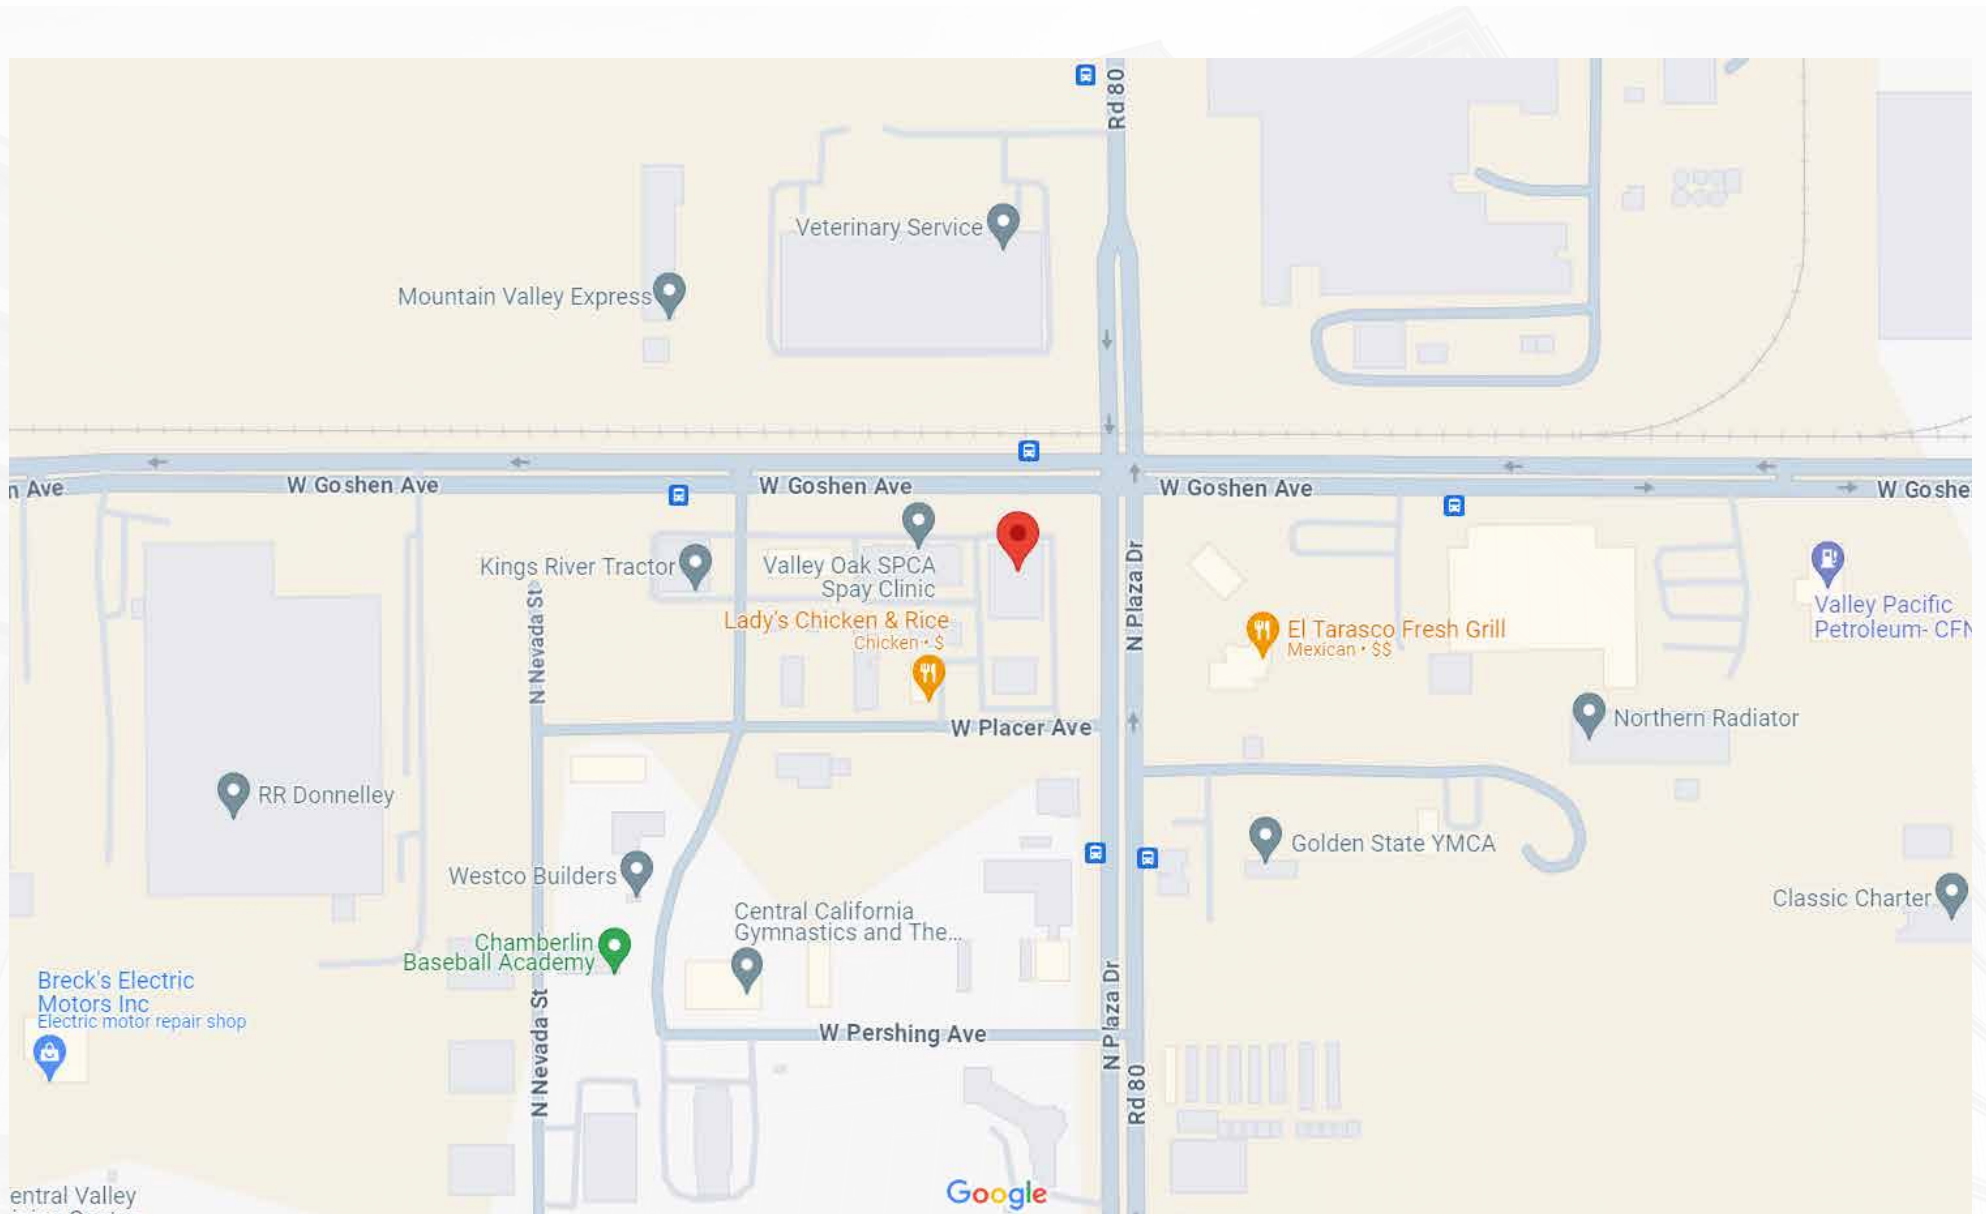 Rd 80
Veterinary Service
Mountain Valley Express
n Ave
W Goshen Ave
W Goshen Ave
W Goshen Ave
W Goshe
Kings River Tractor
Valley Oak SPCA
Spay Clinic
N Nevada St
Lady's Chicken & Rice
Chicken • $
N Plaza Dr
El Tarasco Fresh Grill
Mexican • $$
Valley Pacific
Petroleum- CFN
W Placer Ave
Northern Radiator
RR Donnelley
Golden State YMCA
Westco Builders
Classic Charter
Central California
Gymnastics and The...
Chamberlin
Baseball Academy
Breck's Electric
Motors Inc
Electric motor repair shop
N Nevada St
W Pershing Ave
N Plaza Dr
Rd 80
entral Valley
Google